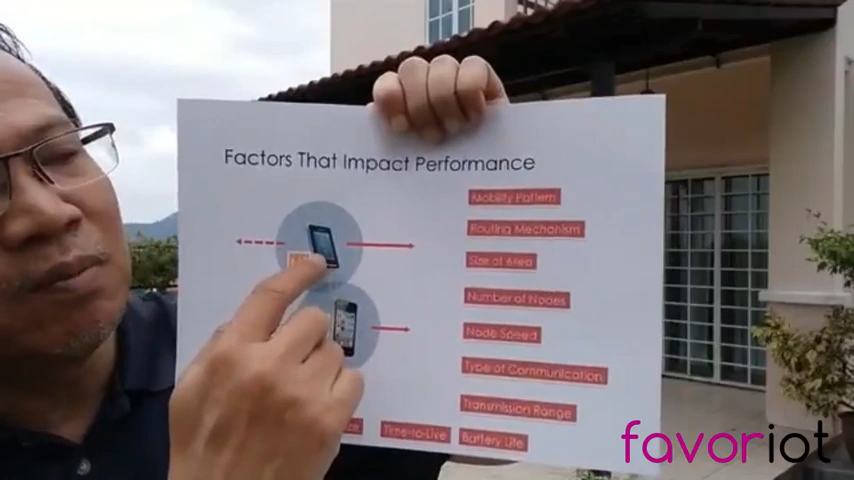 Factors That Impact Performance
Mobility Pattern
Routing Mechanism
Size of Area
Number of Nodes
Node Speed
Type of Communication
Transmission Range
Time-to-Live
Battery Life
favoriot